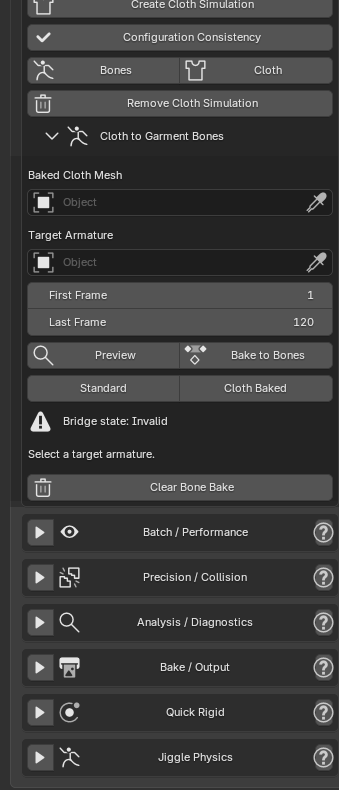 Create Cloth Simulation
Configuration Consistency
Bones Cloth
Remove Cloth Simulation
Cloth to Garment Bones
Baked Cloth Mesh
Object
Target Armature
Object
First Frame 1
Last Frame 120
Preview Bake to Bones
Standard Cloth Baked
Bridge state: Invalid
Select a target armature.
Clear Bone Bake
Batch / Performance ?
Precision / Collision ?
Analysis / Diagnostics ?
Bake / Output ?
Quick Rigid ?
Jiggle Physics ?